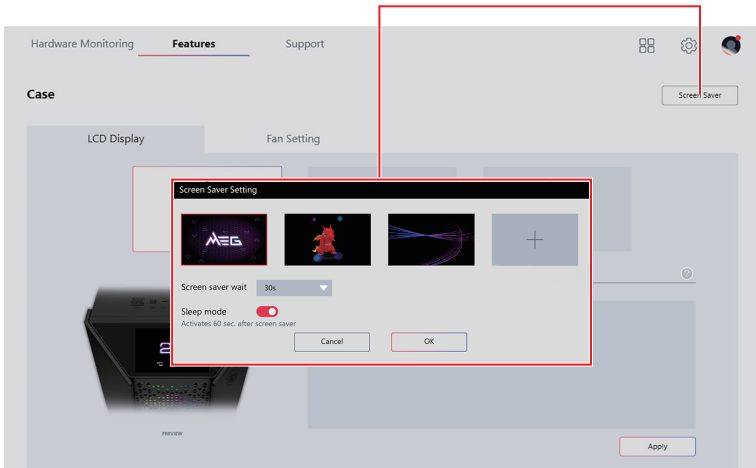 Hardware Monitoring
Features
Support
Case
Screen Saver
LCD Display
Fan Setting
Screen Saver Setting
MEG
Screen saver wait
30s
Sleep mode
Activates 60 sec. after screen saver
Cancel
OK
2
PREVIEW
Apply